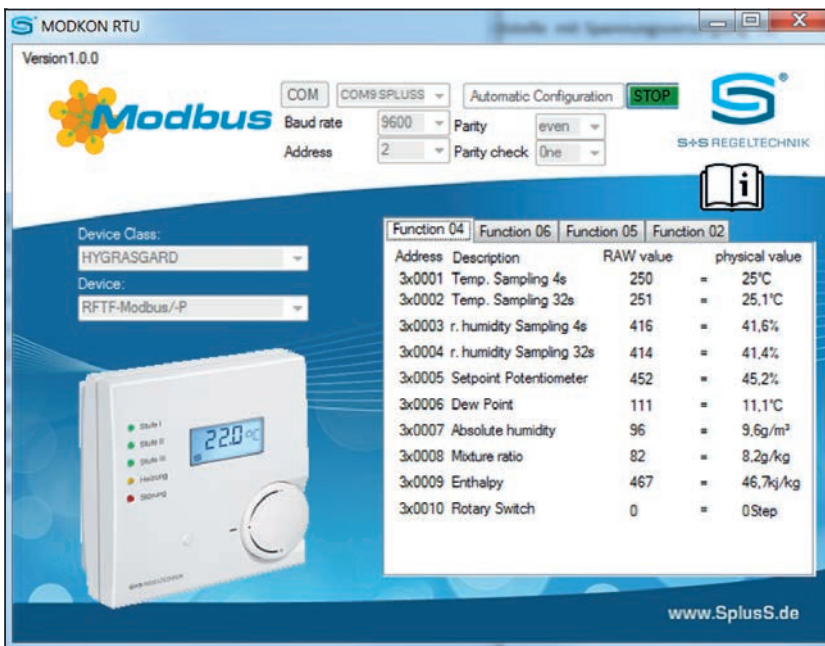 MODKON RTU
Version1.0.0
Modbus
COM COM9 SPLUSS Automatic Configuration STOP
Baud rate 9600 Parity even
Address 2 Parity check One
S+S REGELTECHNIK
i
Device Class:
HYGRASGARD
Device:
RFTF-Modbus/-P
Function 04 Function 06 Function 05 Function 02
Address Description RAW value physical value
3x0001 Temp. Sampling 4s 250 = 25°C
3x0002 Temp. Sampling 32s 251 = 25,1°C
3x0003 r. humidity Sampling 4s 416 = 41,6%
3x0004 r. humidity Sampling 32s 414 = 41,4%
3x0005 Setpoint Potentiometer 452 = 45,2%
3x0006 Dew Point 111 = 11,1°C
3x0007 Absolute humidity 96 = 9,6g/m³
3x0008 Mixture ratio 82 = 8,2g/kg
3x0009 Enthalpy 467 = 46,7kj/kg
3x0010 Rotary Switch 0 = 0Step
Stufe I
Stufe II
Stufe III
Heizung
Störung
22.0 °C
S+S REGELTECHNIK
www.SplusS.de